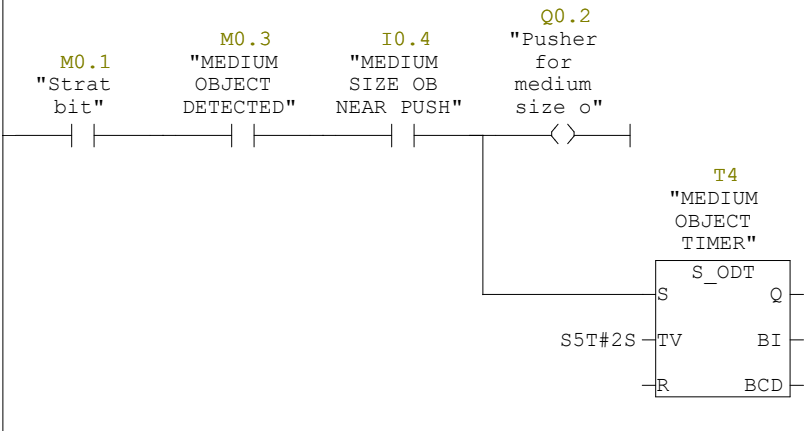 M0.1
"Strat
bit"
M0.3
"MEDIUM
OBJECT
DETECTED"
I0.4
"MEDIUM
SIZE OB
NEAR PUSH"
Q0.2
"Pusher
for
medium
size o"
T4
"MEDIUM
OBJECT
TIMER"
S_ODT
S Q
S5T#2S TV BI
R BCD